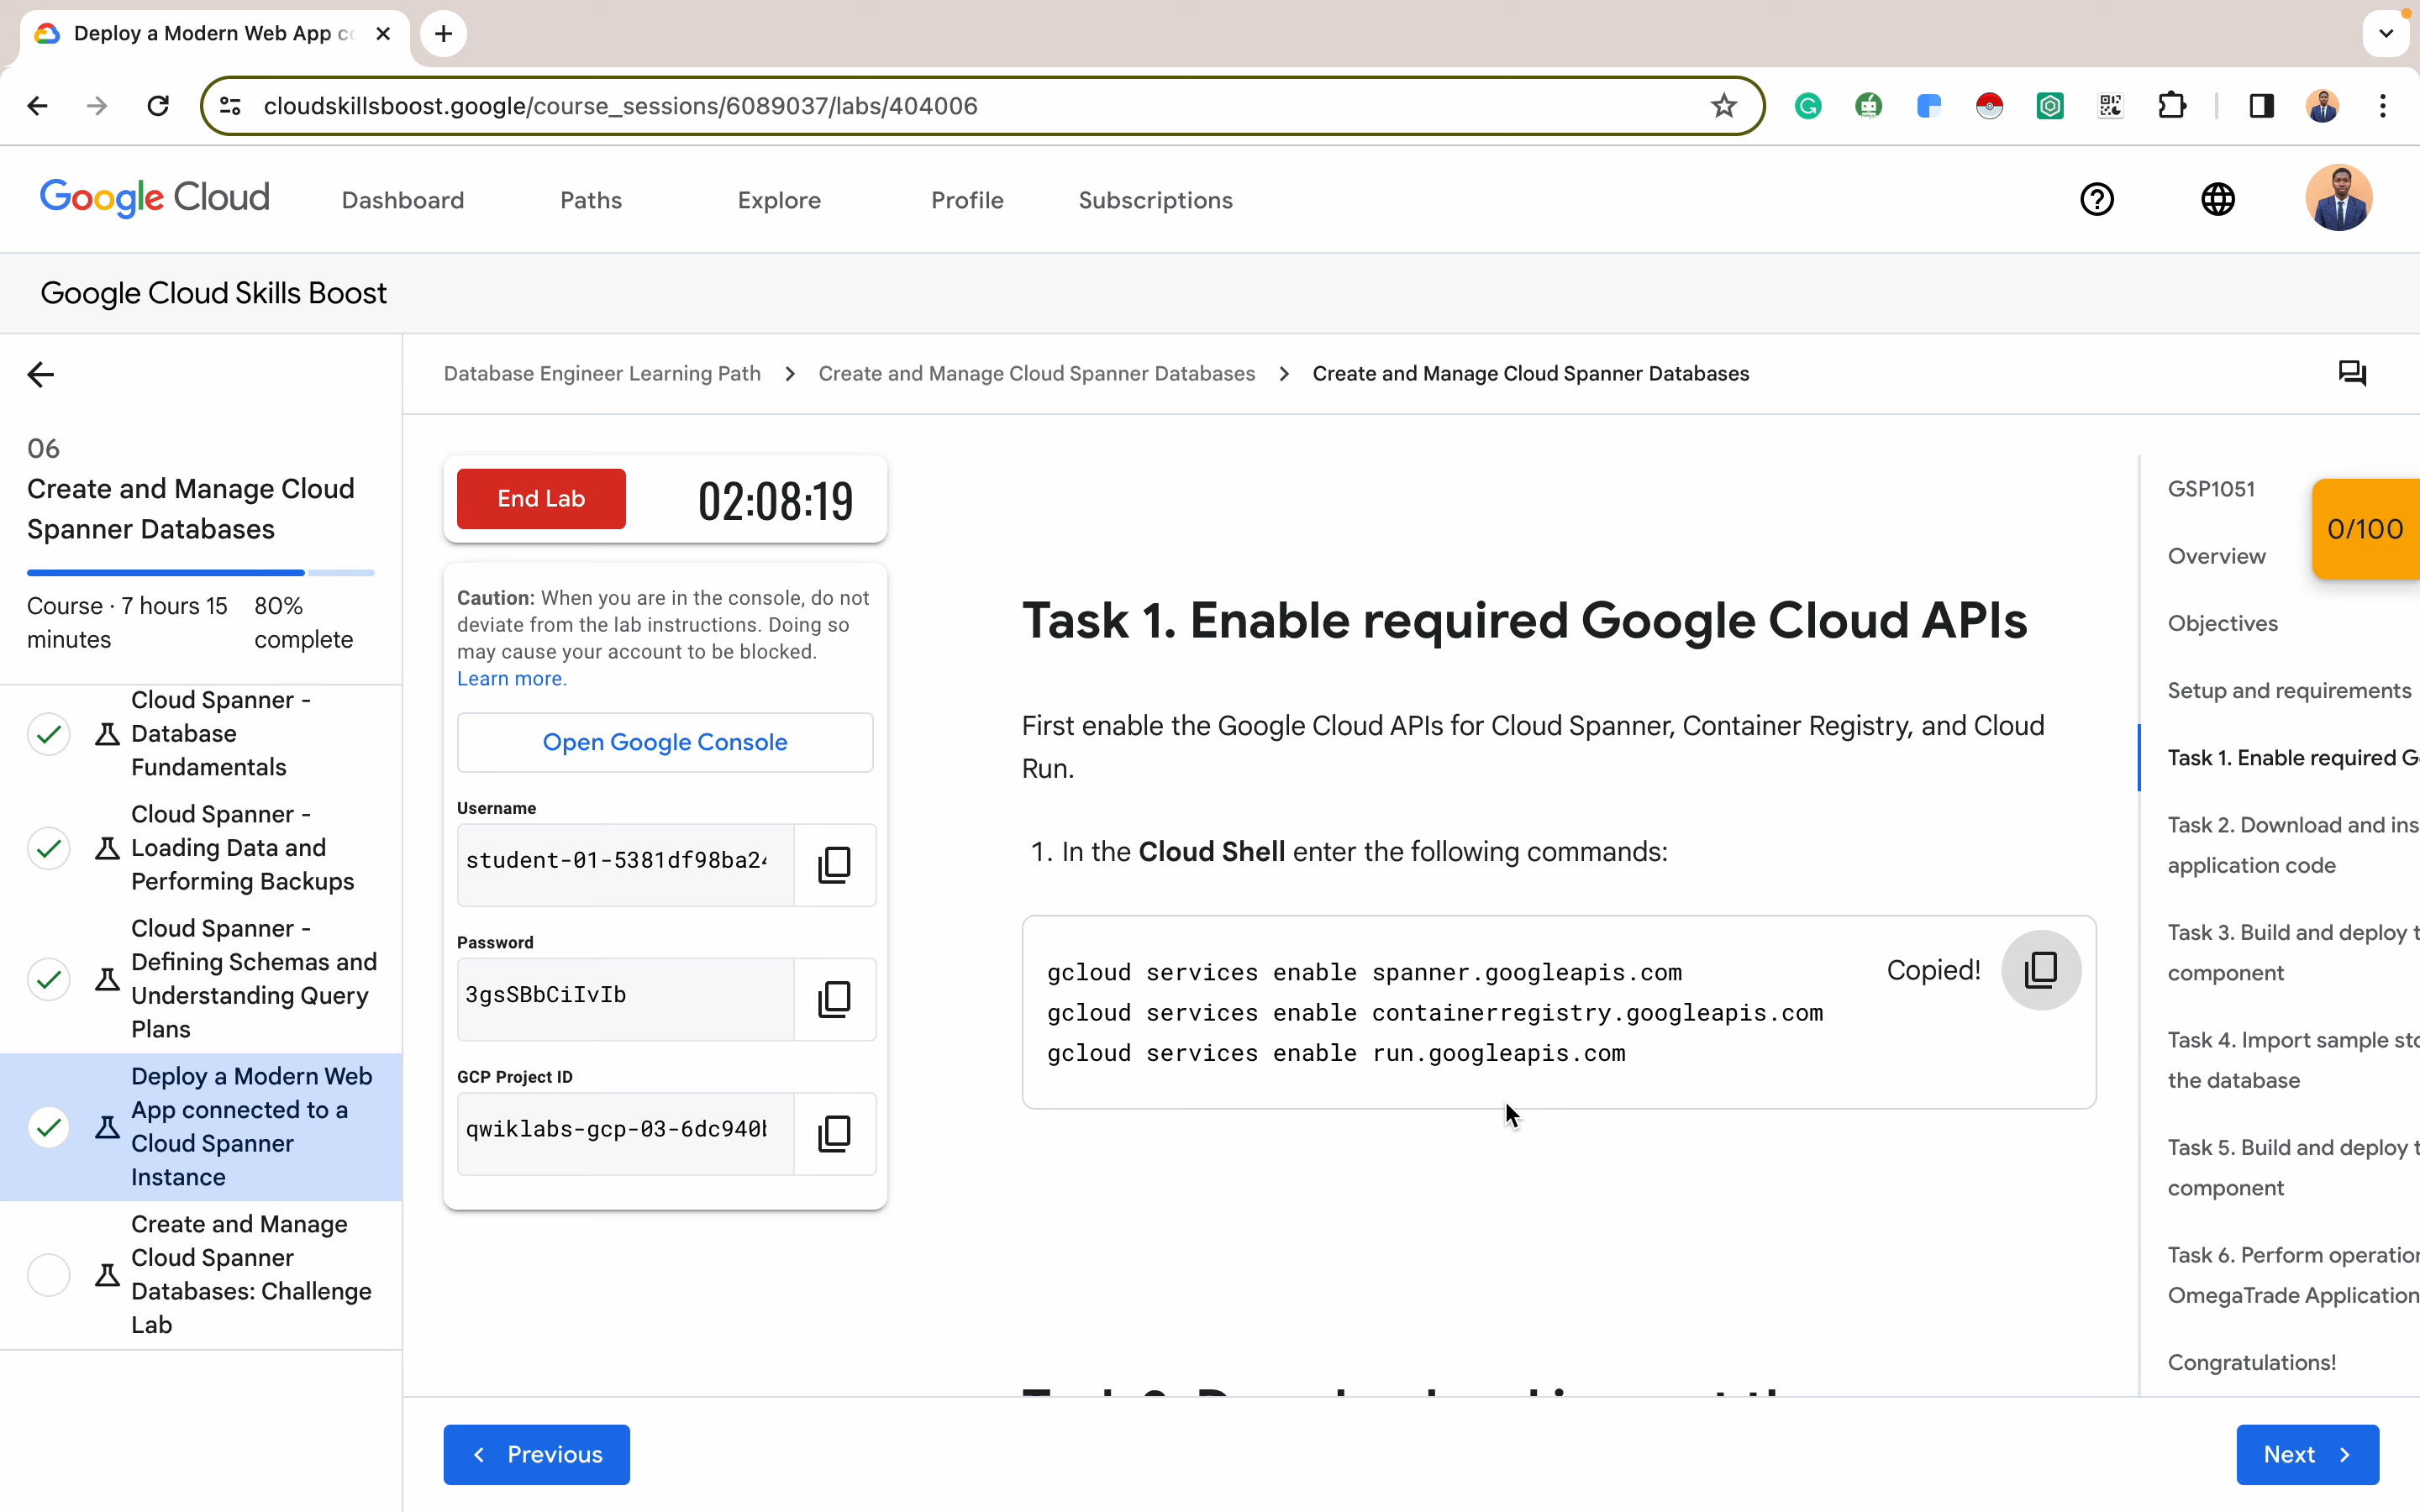 Deploy a Modern Web App
cloudskillsboost.google/course_sessions/6089037/labs/404006
Google Cloud
Dashboard
Paths
Explore
Profile
Subscriptions
Google Cloud Skills Boost
Database Engineer Learning Path > Create and Manage Cloud Spanner Databases > Create and Manage Cloud Spanner Databases
06
Create and Manage Cloud
Spanner Databases
Course · 7 hours 15
minutes
80%
complete
Cloud Spanner -
Database
Fundamentals
Cloud Spanner -
Loading Data and
Performing Backups
Cloud Spanner -
Defining Schemas and
Understanding Query
Plans
Deploy a Modern Web
App connected to a
Cloud Spanner
Instance
Create and Manage
Cloud Spanner
Databases: Challenge
Lab
End Lab
02:08:19
Caution: When you are in the console, do not
deviate from the lab instructions. Doing so
may cause your account to be blocked.
Learn more.
Open Google Console
Username
student-01-5381df98ba2
Password
3gsSBbCiIvIb
GCP Project ID
qwiklabs-gcp-03-6dc940
Task 1. Enable required Google Cloud APIs
First enable the Google Cloud APIs for Cloud Spanner, Container Registry, and Cloud
Run.
1. In the Cloud Shell enter the following commands:
gcloud services enable spanner.googleapis.com
gcloud services enable containerregistry.googleapis.com
gcloud services enable run.googleapis.com
Copied!
GSP1051
0/100
Overview
Objectives
Setup and requirements
Task 1. Enable required G
Task 2. Download and ins
application code
Task 3. Build and deploy t
component
Task 4. Import sample sto
the database
Task 5. Build and deploy t
component
Task 6. Perform operation
OmegaTrade Application
Congratulations!
Previous
Next